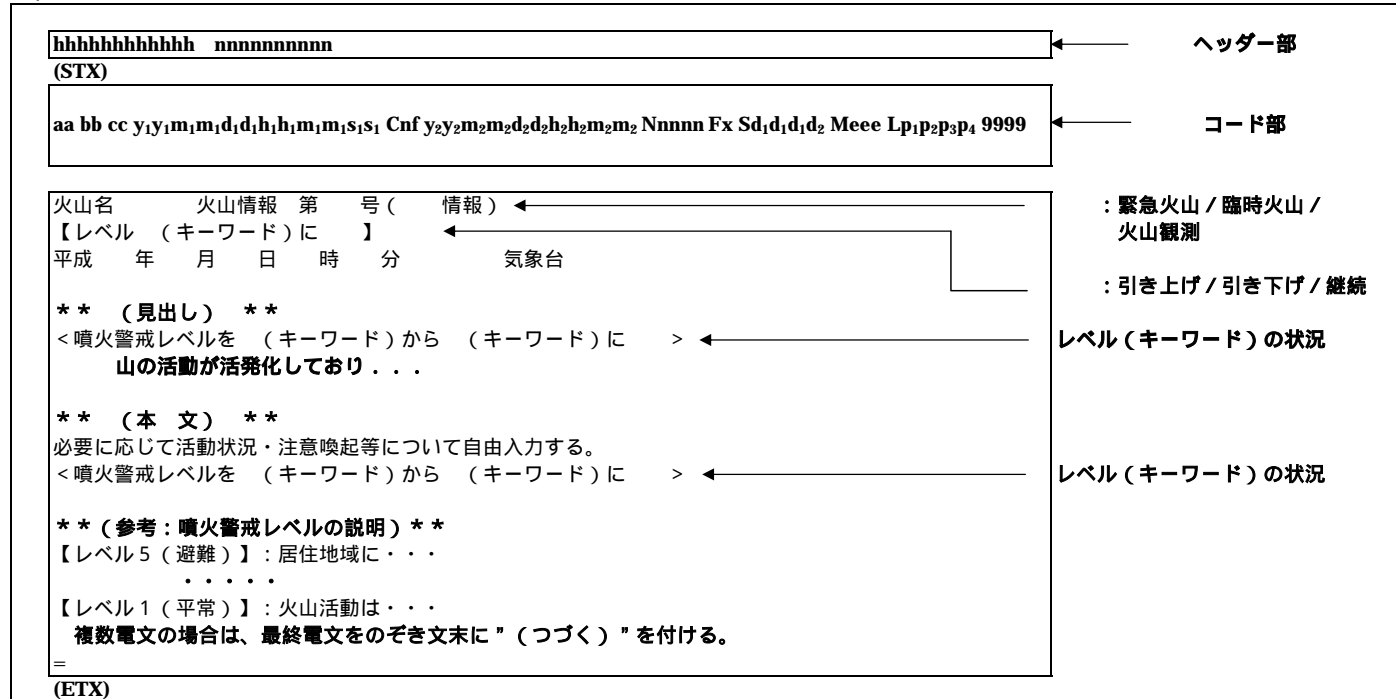 hhhhhhhhhhhh nnnnnnnnnn
ヘッダー部
(STX)
aa bb cc y₁y₁m₁m₁d₁d₁h₁h₁m₁m₁s₁s₁ Cnf y₂y₂m₂m₂d₂d₂h₂h₂m₂m₂ Nnnnn Fx Sd₁d₁d₁d₂ Meee Lp₁p₂p₃p₄ 9999
コード部
火山名 火山情報 第 号( 情報)
:緊急火山/臨時火山/
火山観測
【レベル (キーワード)に 】
:引き上げ/引き下げ/継続
平成 年 月 日 時 分 気象台
** (見出し) **
<噴火警戒レベルを (キーワード)から (キーワード)に >
レベル(キーワード)の状況
山の活動が活発化しており...
** (本 文) **
必要に応じて活動状況・注意喚起等について自由入力する。
<噴火警戒レベルを (キーワード)から (キーワード)に >
レベル(キーワード)の状況
**(参考:噴火警戒レベルの説明)**
【レベル5(避難)】:居住地域に・・・
・・・・・
【レベル1(平常)】:火山活動は・・・
複数電文の場合は、最終電文をのぞき文末に"(つづく)"を付ける。
=
(ETX)